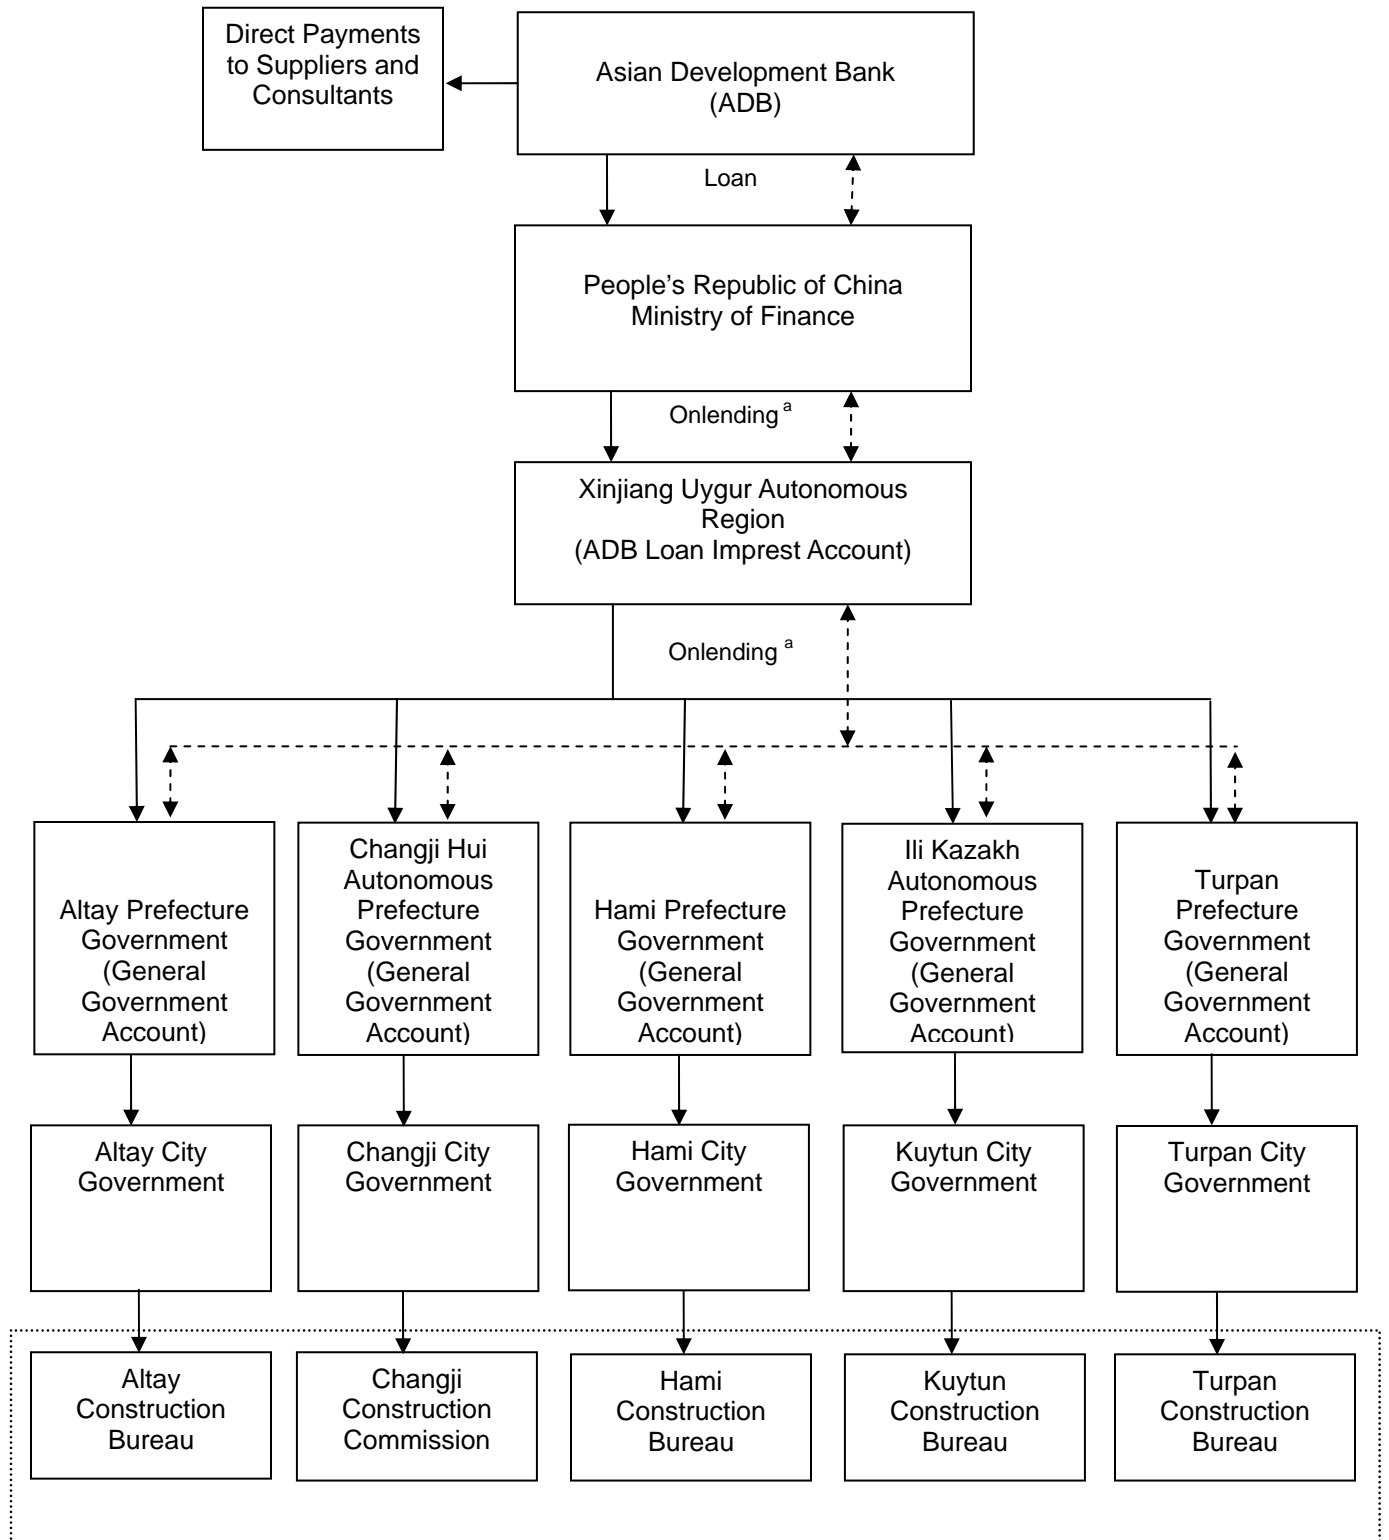 Direct Payments
to Suppliers and
Consultants
Asian Development Bank
(ADB)
Loan
People's Republic of China
Ministry of Finance
Onlending a
Xinjiang Uygur Autonomous
Region
(ADB Loan Imprest Account)
Onlending a
Altay Prefecture
Government
(General
Government
Account)
Changji Hui
Autonomous
Prefecture
Government
(General
Government
Account)
Hami Prefecture
Government
(General
Government
Account)
Ili Kazakh
Autonomous
Prefecture
Government
(General
Government
Account)
Turpan
Prefecture
Government
(General
Government
Account)
Altay City
Government
Changji City
Government
Hami City
Government
Kuytun City
Government
Turpan City
Government
Altay
Construction
Bureau
Changji
Construction
Commission
Hami
Construction
Bureau
Kuytun
Construction
Bureau
Turpan
Construction
Bureau